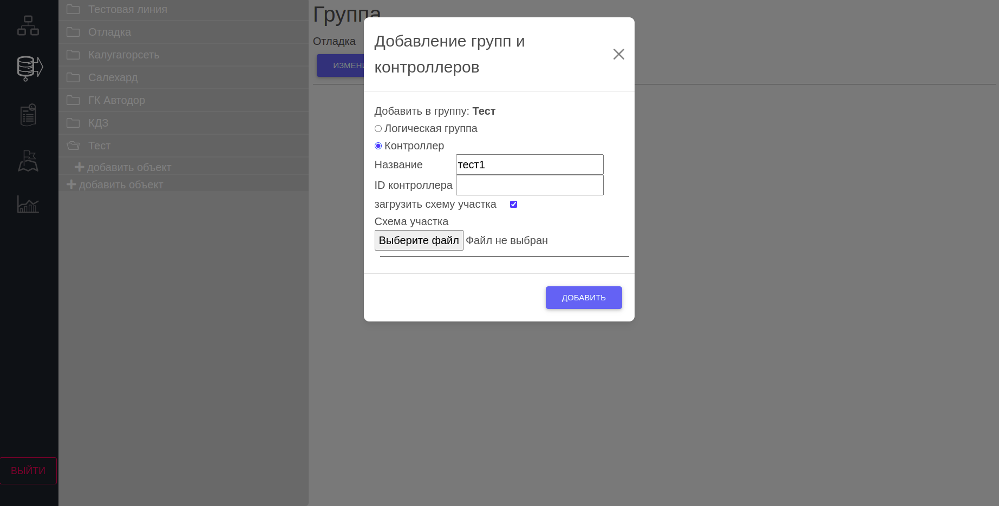 Тестовая линия
Отладка
Калугагорсеть
Салехард
ГК Автодор
КДЗ
Тест
добавить объект
добавить объект
ВЫЙТИ
Группа
Отладка
ИЗМЕНИ
Добавление групп и
контроллеров
Добавить в группу: Тест
Логическая группа
Контроллер
Название тест1
ID контроллера
загрузить схему участка
Схема участка
Выберите файл Файл не выбран
ДОБАВИТЬ